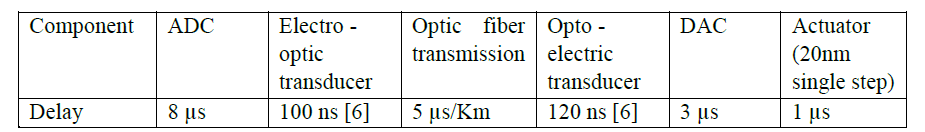 Component ADC Electro - optic transducer Optic fiber transmission Opto - electric transducer DAC Actuator (20nm single step)
Delay 8 µs 100 ns [6] 5 µs/Km 120 ns [6] 3 µs 1 µs